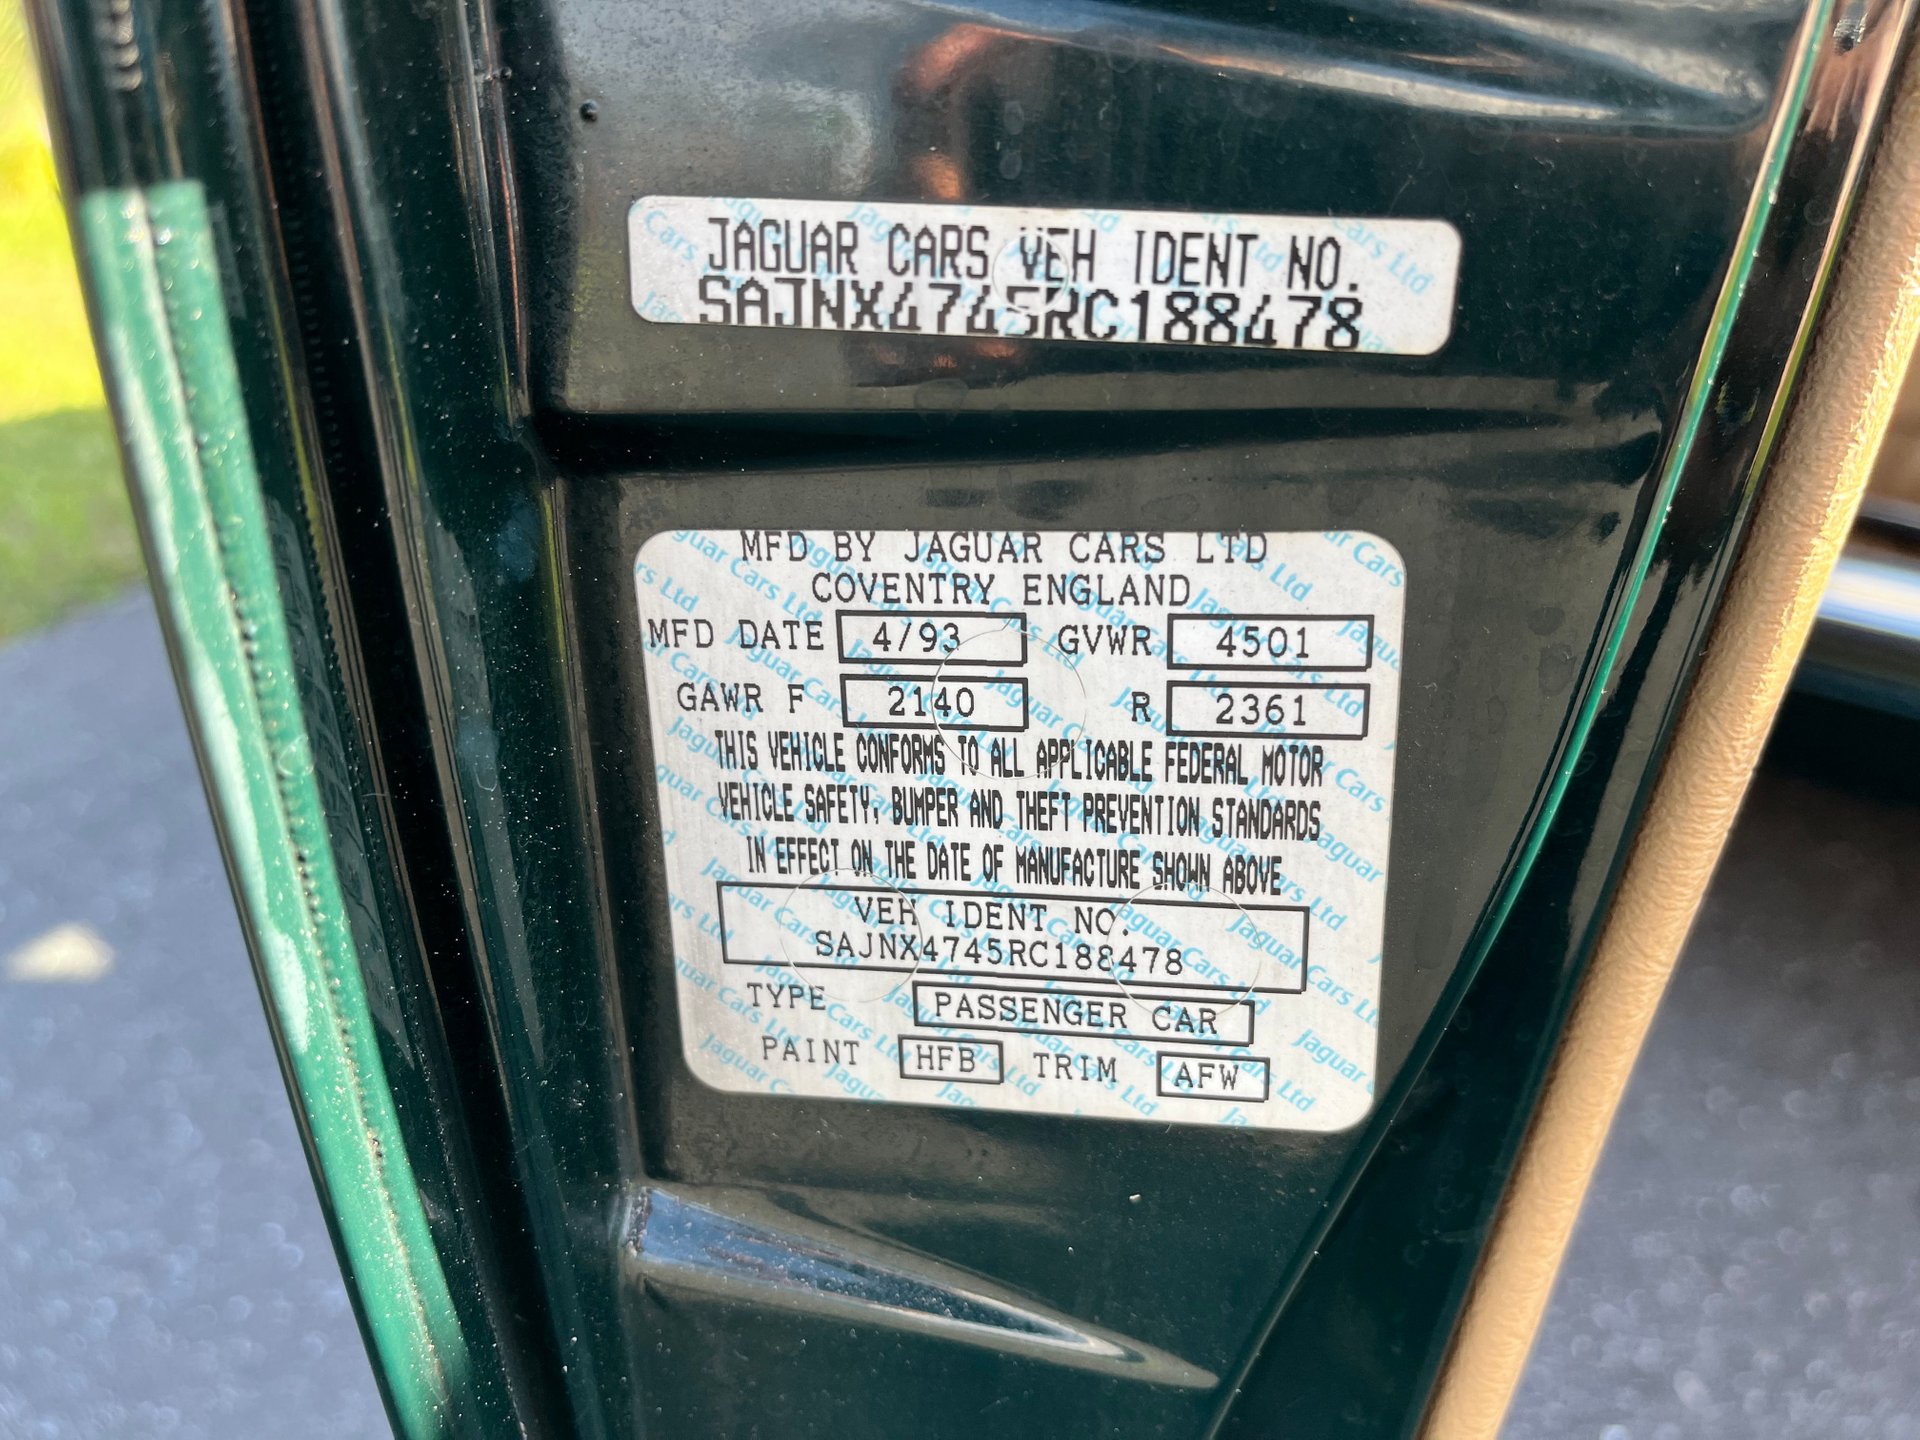 JAGUAR CARS VEH IDENT NO.
SAJNX4745RC188478
MFD BY JAGUAR CARS LTD
COVENTRY ENGLAND
MFD DATE 4/93 GVWR 4501
GAWR F 2140 R 2361
THIS VEHICLE CONFORMS TO ALL APPLICABLE FEDERAL MOTOR
VEHICLE SAFETY, BUMPER AND THEFT PREVENTION STANDARDS
IN EFFECT ON THE DATE OF MANUFACTURE SHOWN ABOVE
VEH IDENT NO.
SAJNX4745RC188478
TYPE PASSENGER CAR
PAINT HFB TRIM AFW